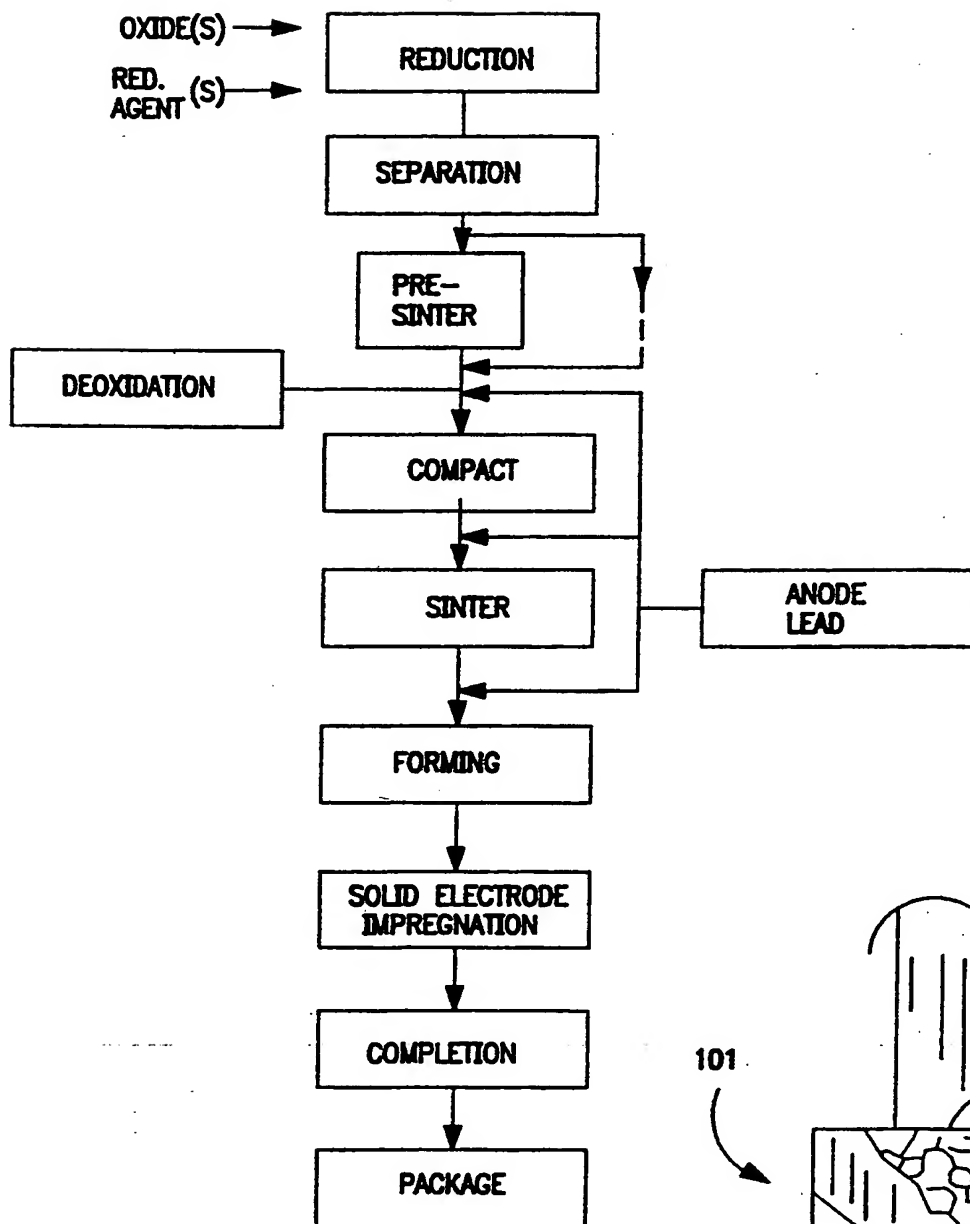 OXIDE(S)
REDUCTION
RED.
AGENT (S)
SEPARATION
PRE-
SINTER
DEOXIDATION
COMPACT
SINTER
ANODE
LEAD
FORMING
SOLID ELECTRODE
IMPREGNATION
COMPLETION
101
PACKAGE